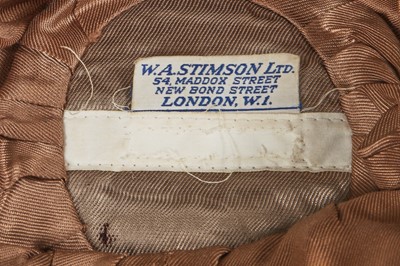 W.A.STIMSON LTD.
54, MADDOX STREET
NEW BOND STREET
LONDON, W.1.